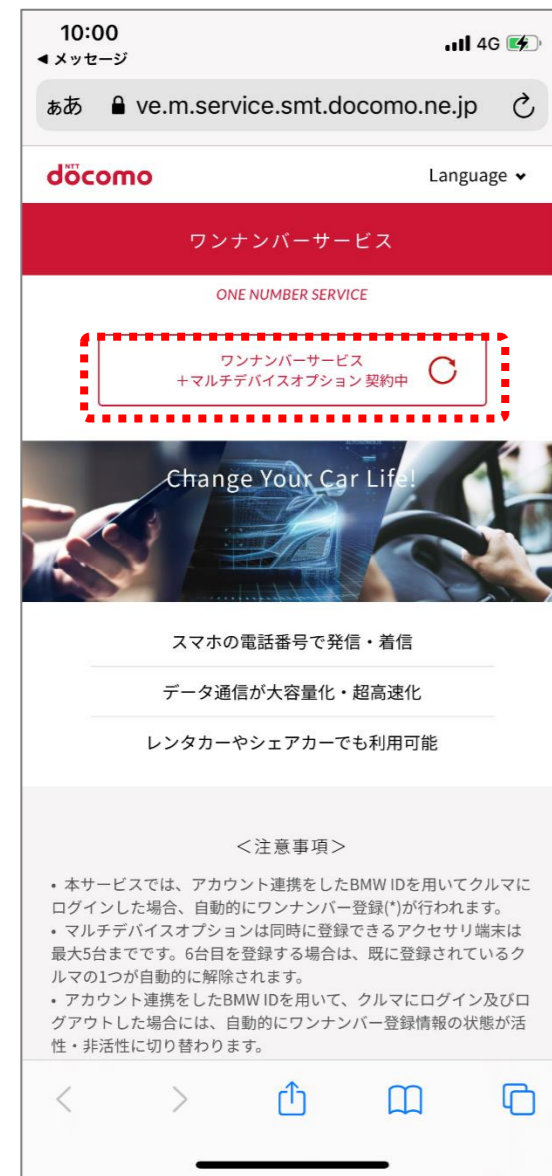 10:00
◀ メッセージ
4G
ぁあ ve.m.service.smt.docomo.ne.jp
NTT
döcomo
Language
ワンナンバーサービス
ONE NUMBER SERVICE
ワンナンバーサービス
+マルチデバイスオプション 契約中
Change Your Car Life!
スマホの電話番号で発信・着信
データ通信が大容量化・超高速化
レンタカーやシェアカーでも利用可能
<注意事項>
• 本サービスでは、アカウント連携をしたBMW IDを用いてクルマに
ログインした場合、自動的にワンナンバー登録(*)が行われます。
• マルチデバイスオプションは同時に登録できるアクセサリ端末は
最大5台までです。6台目を登録する場合は、既に登録されているク
ルマの1つが自動的に解除されます。
• アカウント連携をしたBMW IDを用いて、クルマにログイン及びロ
グアウトした場合には、自動的にワンナンバー登録情報の状態が活
性・非活性に切り替わります。